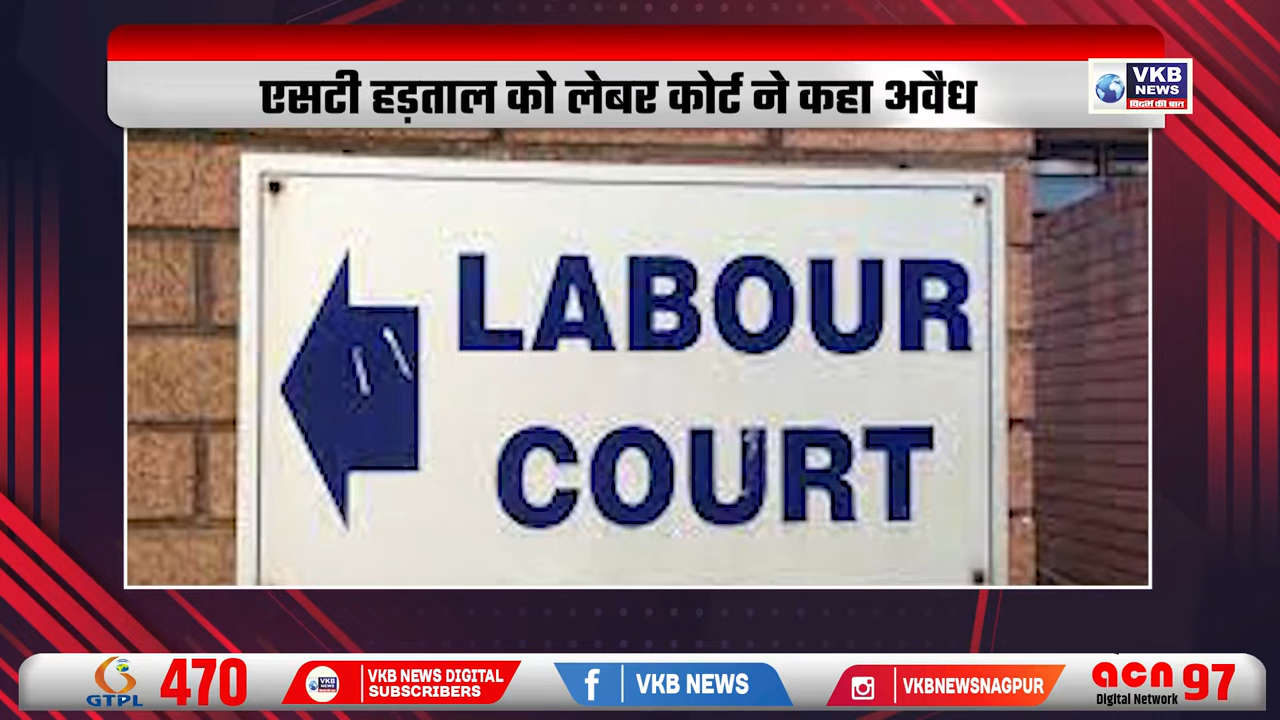 एसटी हड़ताल को लेबर कोर्ट ने कहा अवैध
VKB
NEWS
विदर्भ की बात
LABOUR
COURT
GTPL
470
VKB NEWS DIGITAL
SUBSCRIBERS
VKB NEWS
VKBNEWSNAGPUR
acn 97
Digital Network